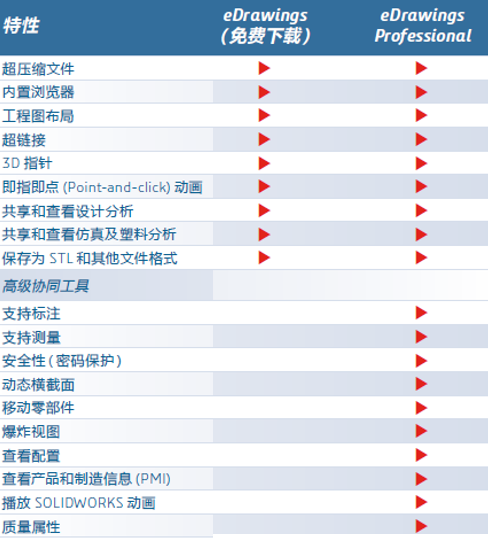 特性 eDrawings (免费下载) eDrawings Professional
超压缩文件
内置浏览器
工程图布局
超链接
3D 指针
即指即点 (Point-and-click) 动画
共享和查看设计分析
共享和查看仿真及塑料分析
保存为 STL 和其他文件格式
高级协同工具
支持标注
支持测量
安全性 ( 密码保护 )
动态横截面
移动零部件
爆炸视图
查看配置
查看产品和制造信息 (PMI)
播放 SOLIDWORKS 动画
质量属性